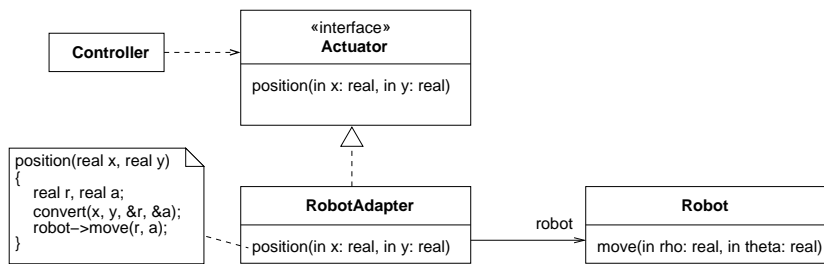 «interface»
Controller
Actuator
position(in x: real, in y: real)
position(real x, real y)
{
real r, real a;
convert(x, y, &r, &a);
robot−>move(r, a);
}
RobotAdapter
position(in x: real, in y: real)
robot
Robot
move(in rho: real, in theta: real)